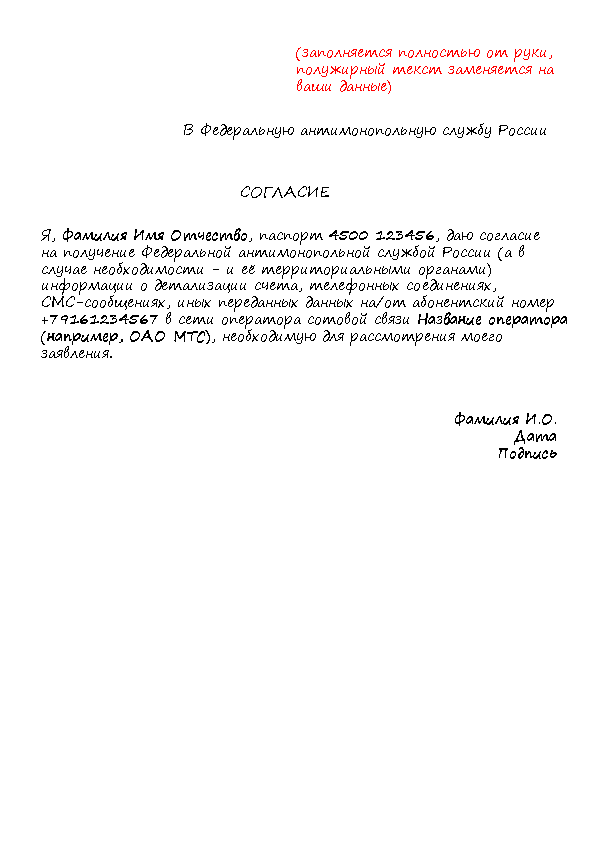 (заполняется полностью от руки,
полужирный текст заменяется на
ваши данные)
В Федеральную антимонопольную службу России
СОГЛАСИЕ
Я, Фамилия Имя Отчество, паспорт 4500 123456, даю согласие
на получение Федеральной антимонопольной службой России (а в
случае необходимости - и её территориальными органами)
информации о детализации счета, телефонных соединениях,
СМС-сообщениях, иных переданных данных на/от абонентский номер
+79161234567 в сети оператора сотовой связи Название оператора
(например, ОАО МТС), необходимую для рассмотрения моего
заявления.
Фамилия И.О.
Дата
Подпись